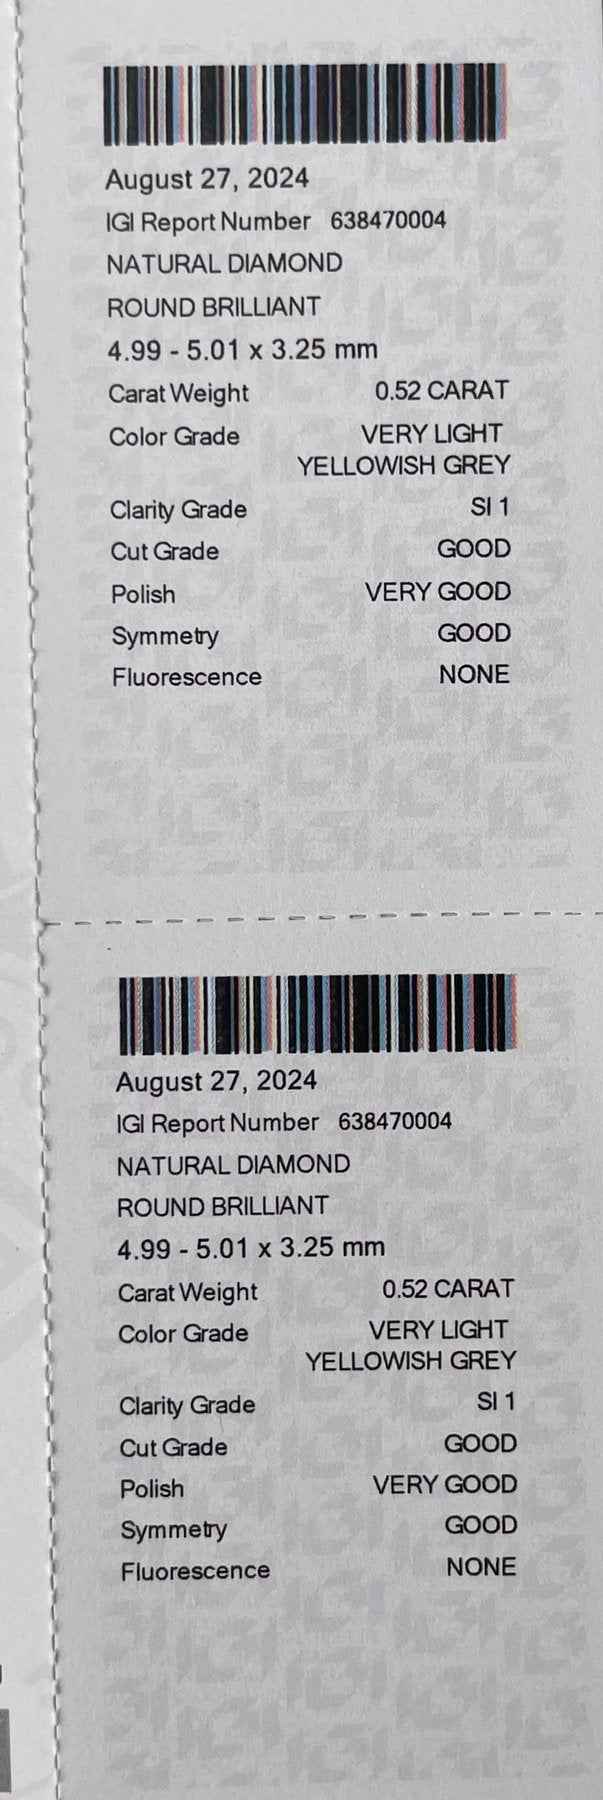 August 27, 2024
IGI Report Number 638470004
NATURAL DIAMOND
ROUND BRILLIANT
4.99 - 5.01 x 3.25 mm
Carat Weight 0.52 CARAT
Color Grade VERY LIGHT
YELLOWISH GREY
Clarity Grade SI 1
Cut Grade GOOD
Polish VERY GOOD
Symmetry GOOD
Fluorescence NONE
August 27, 2024
IGI Report Number 638470004
NATURAL DIAMOND
ROUND BRILLIANT
4.99 - 5.01 x 3.25 mm
Carat Weight 0.52 CARAT
Color Grade VERY LIGHT
YELLOWISH GREY
Clarity Grade SI 1
Cut Grade GOOD
Polish VERY GOOD
Symmetry GOOD
Fluorescence NONE